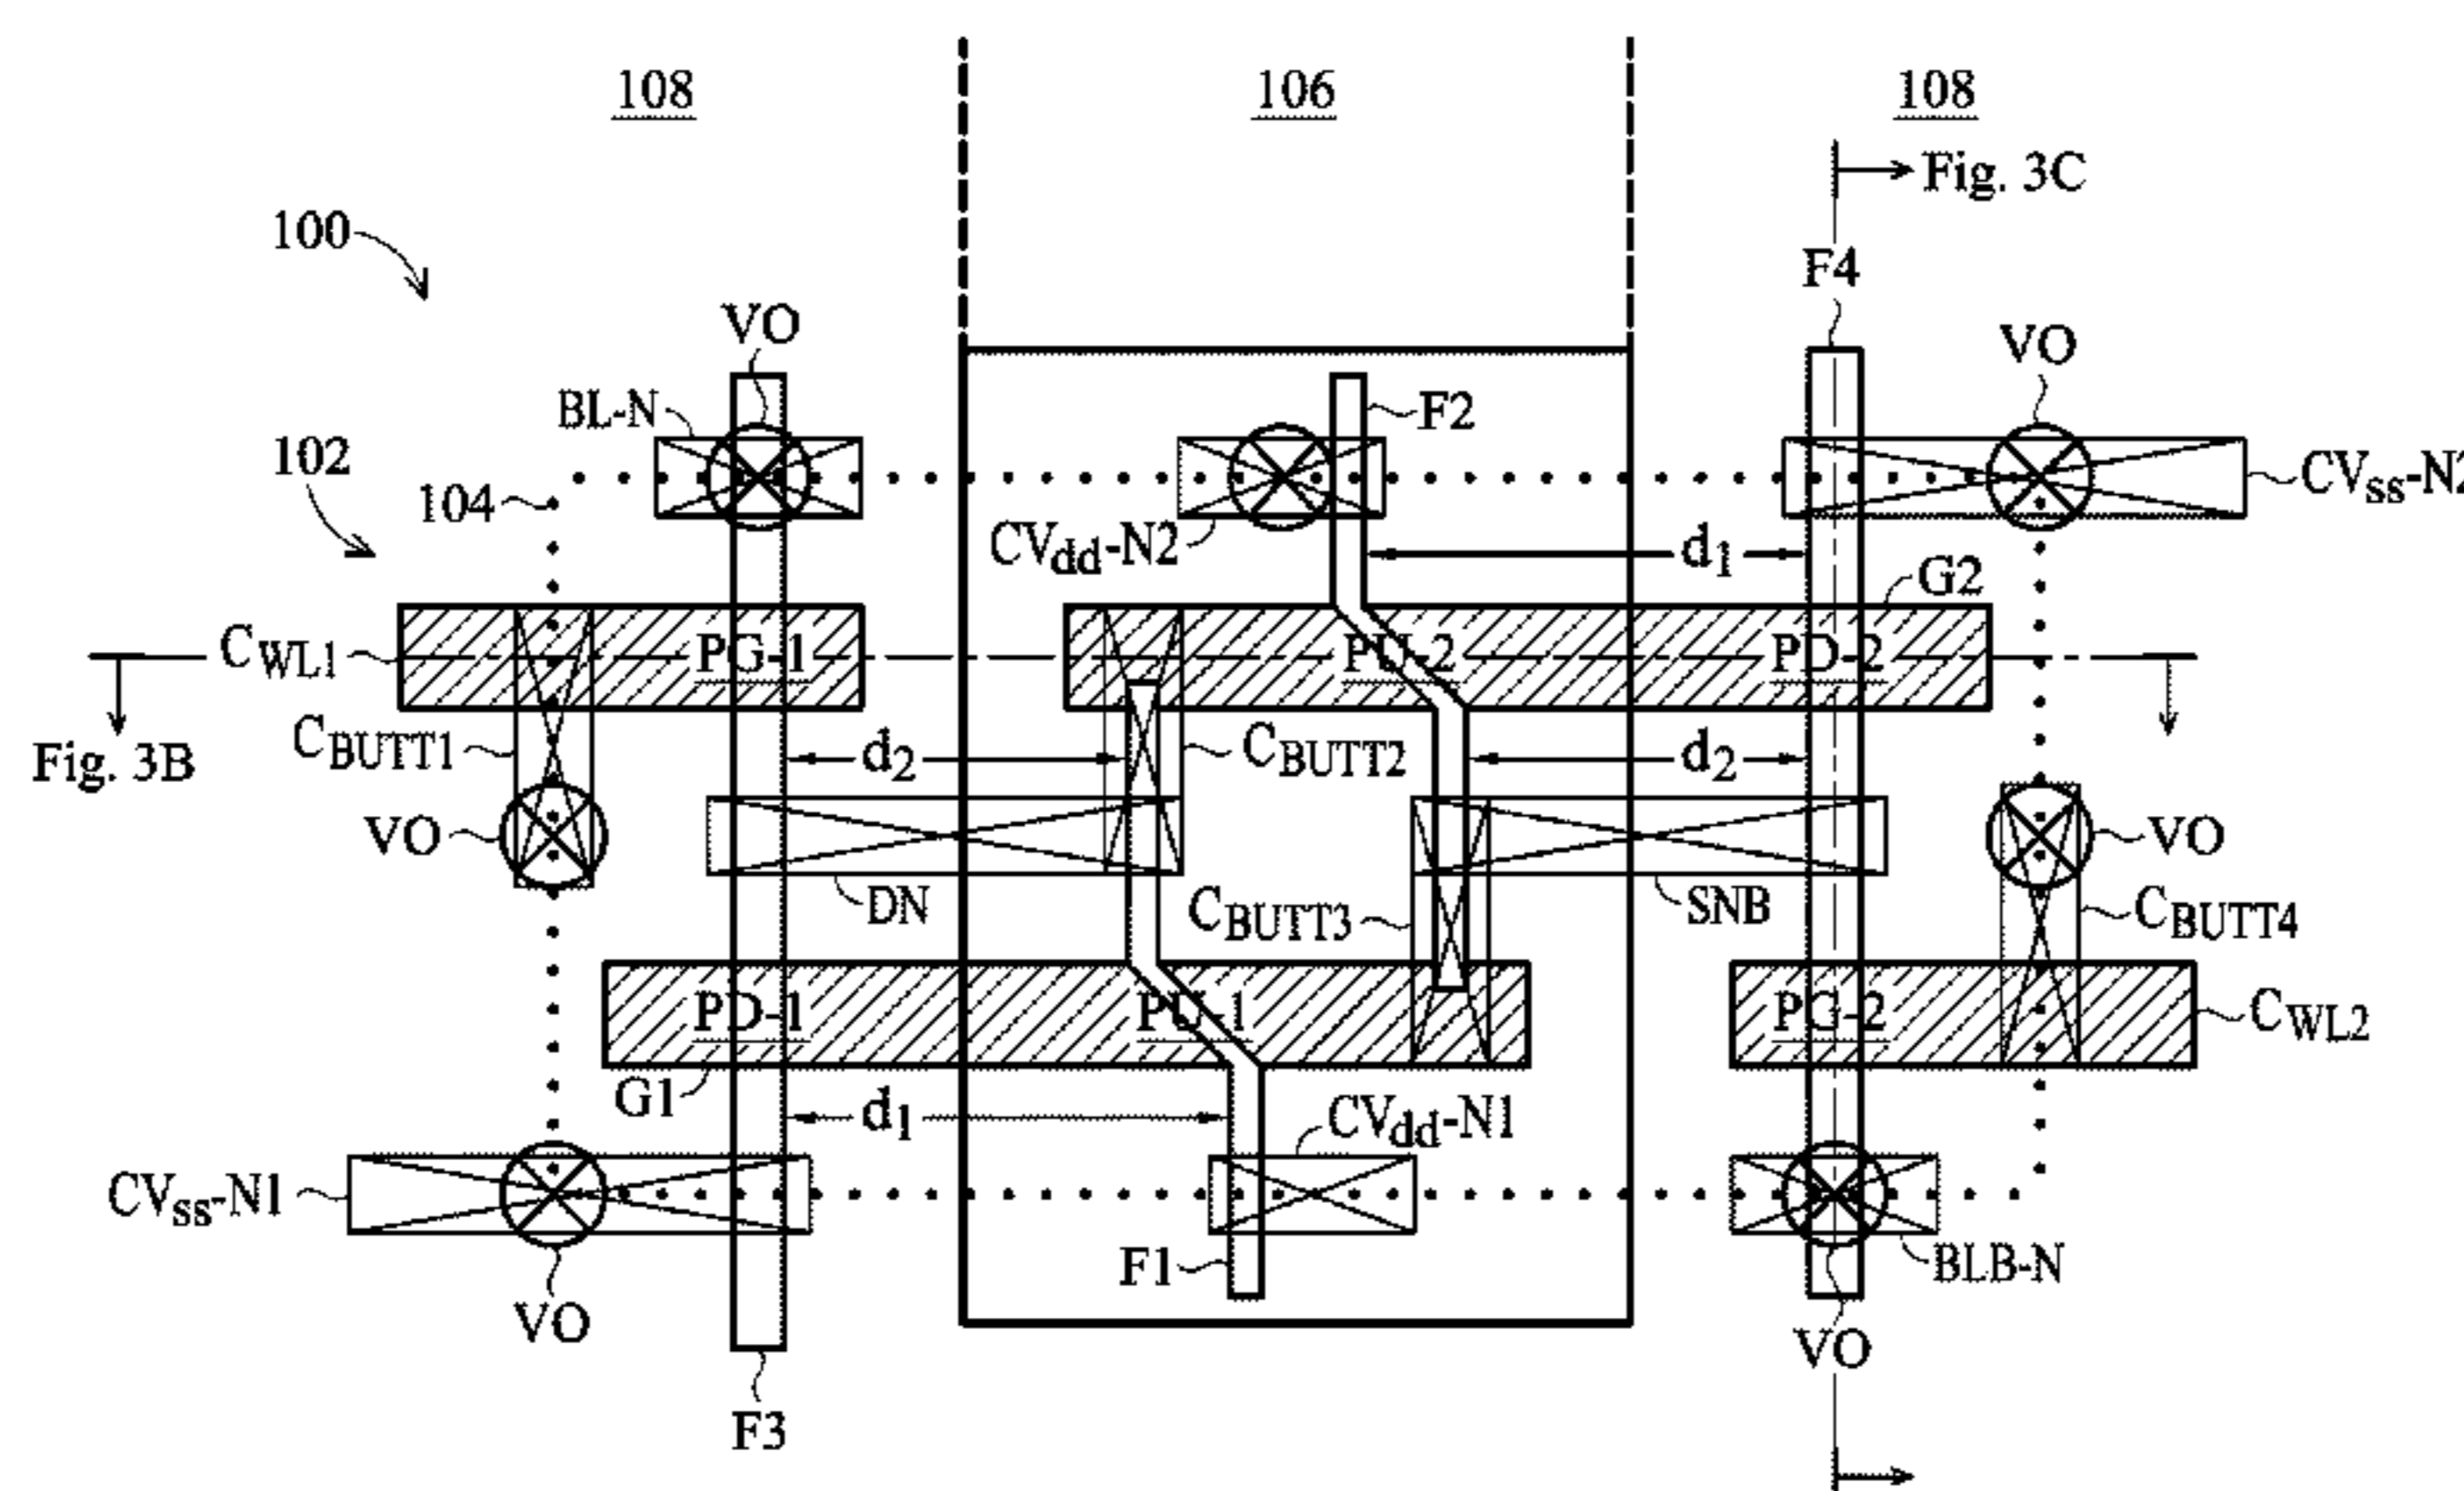 108 106 108
Fig. 3C
100
F4
VO VO
BL-N F2
102
104 CVss-N2
CVdd-N2 d1
G2
CWL1 PG-1 PU-2 PD-2
CBUTT1 d2 CBUTT2 d2
Fig. 3B
VO VO
DN CBUTT3 SNB CBUTT4
PD-1 PU-1 PG-2 CWL2
G1 d1 CVdd-N1
CVss-N1
F1 BLB-N
VO VO
F3